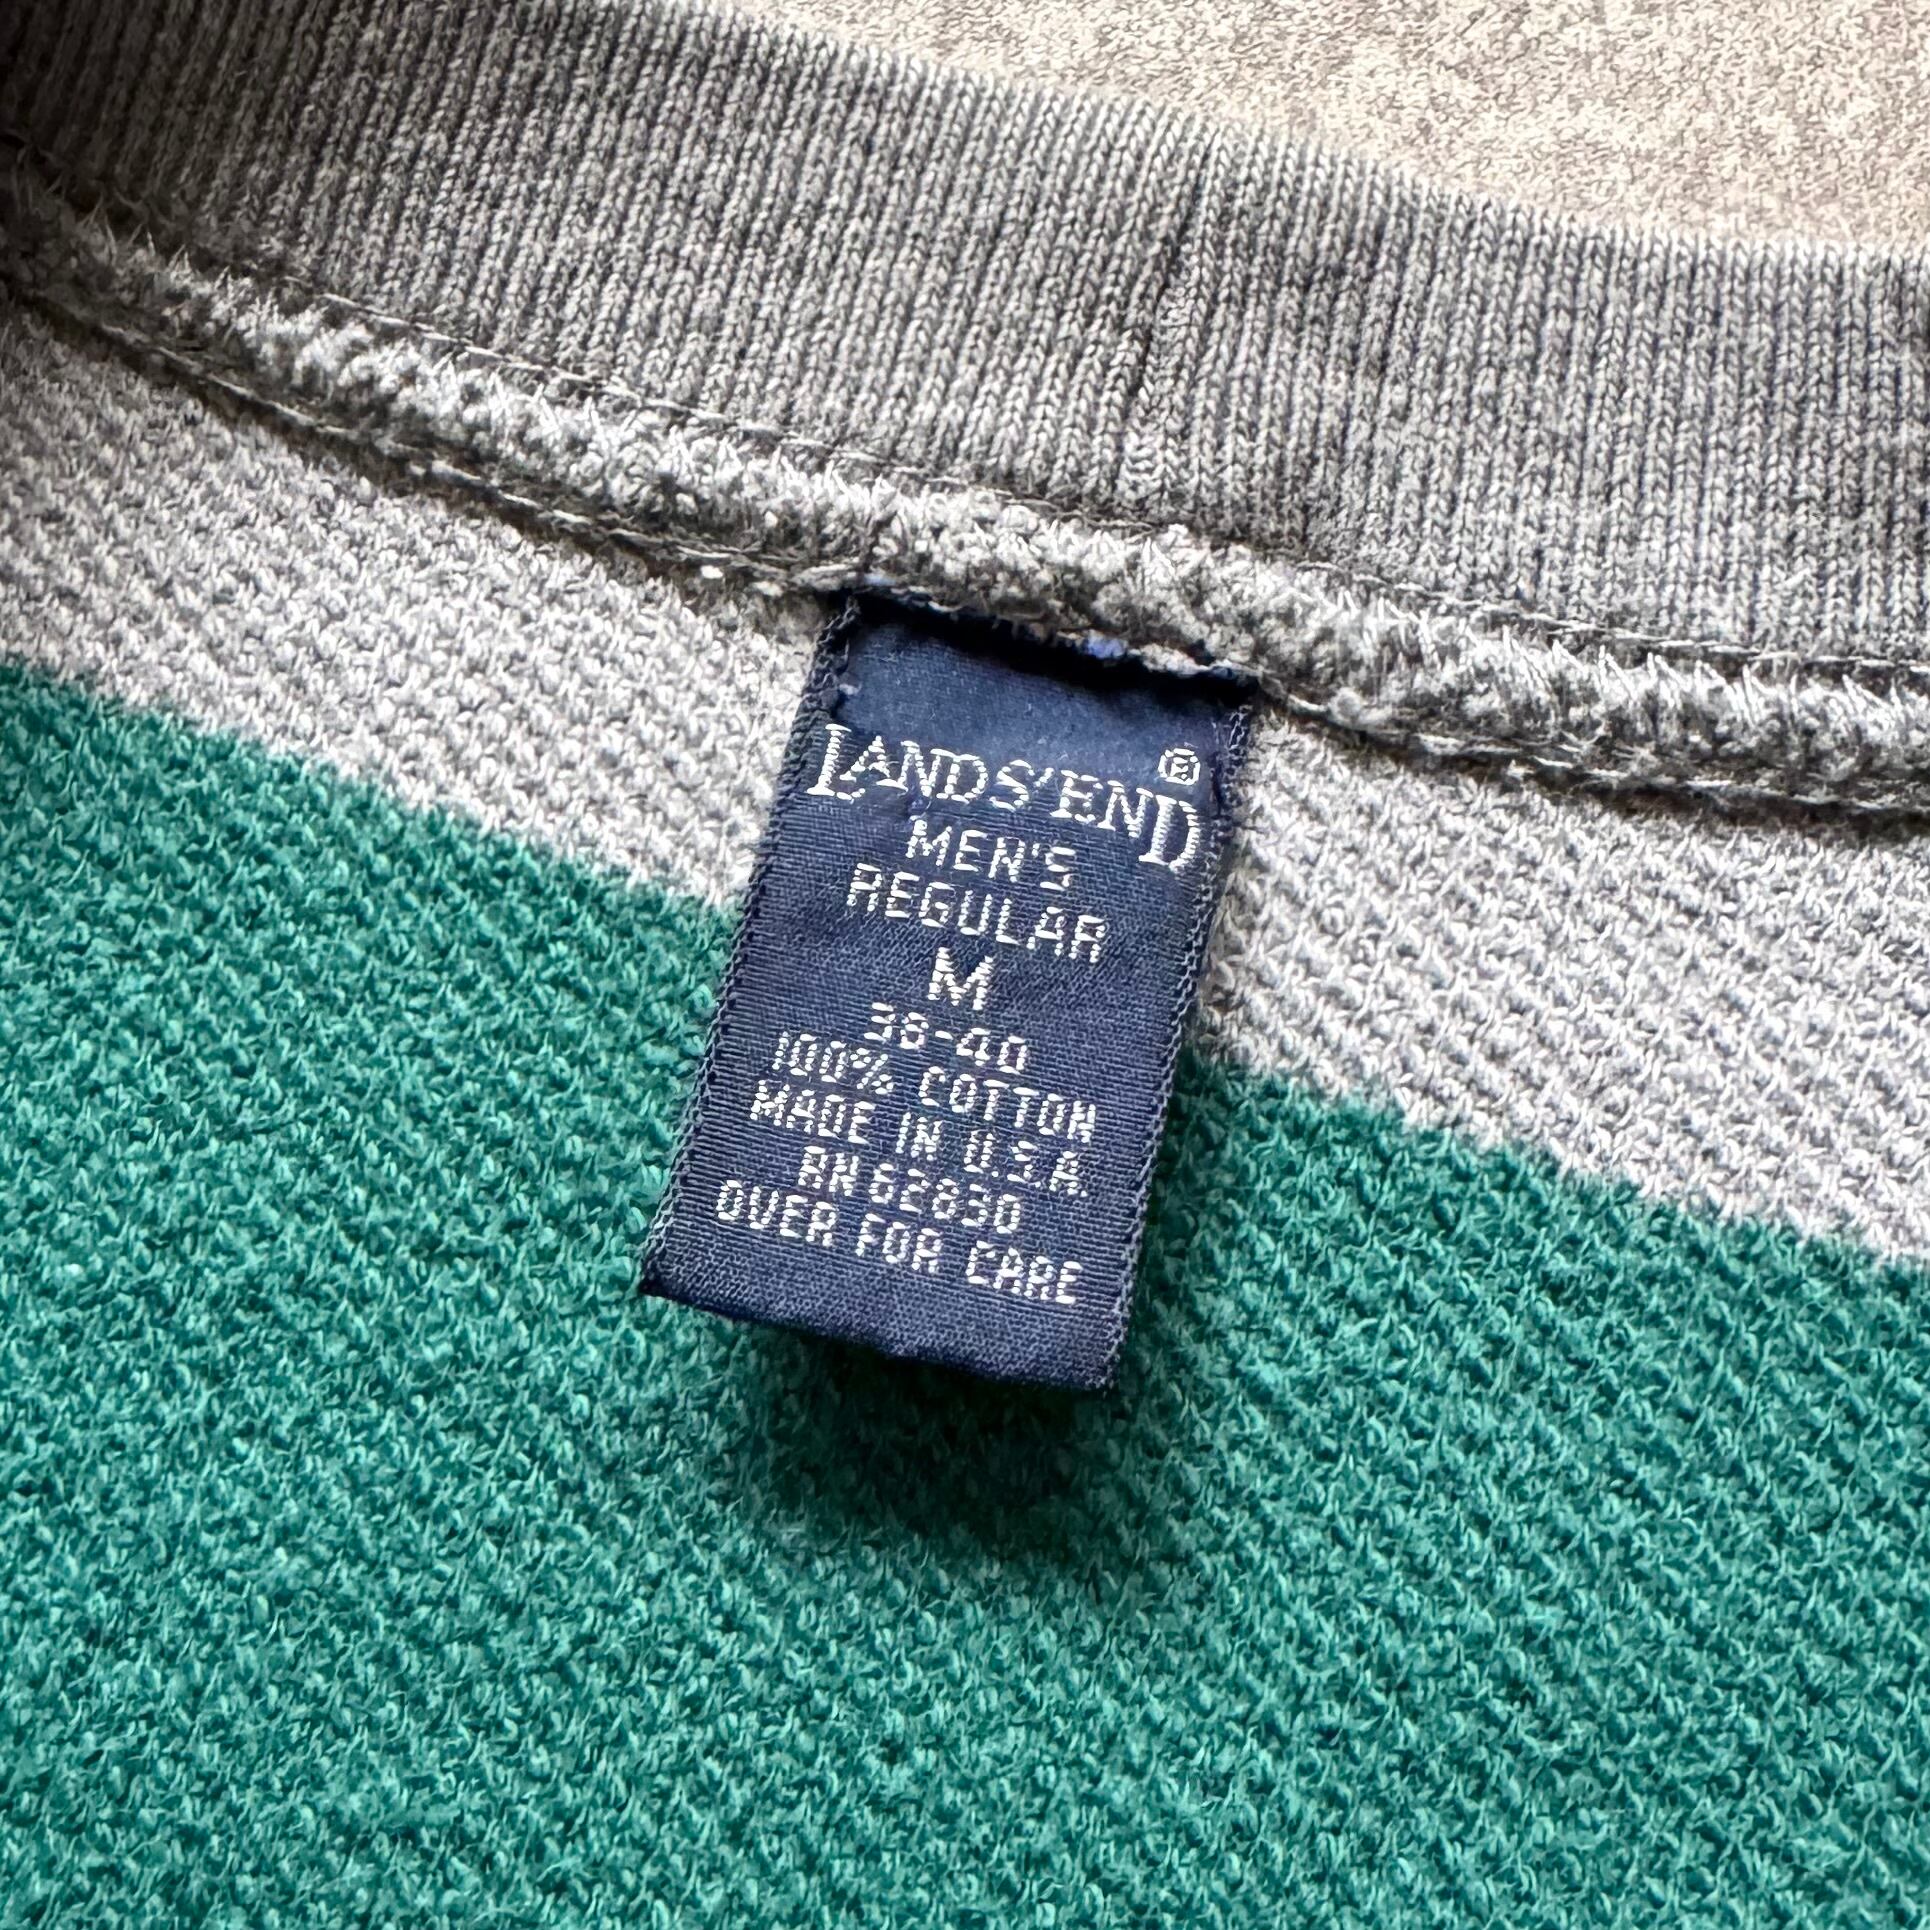 LANDS' END ®
MEN'S
REGULAR
M
38-40
100% COTTON
MADE IN U.S.A.
RN 62830
OVER FOR CARE